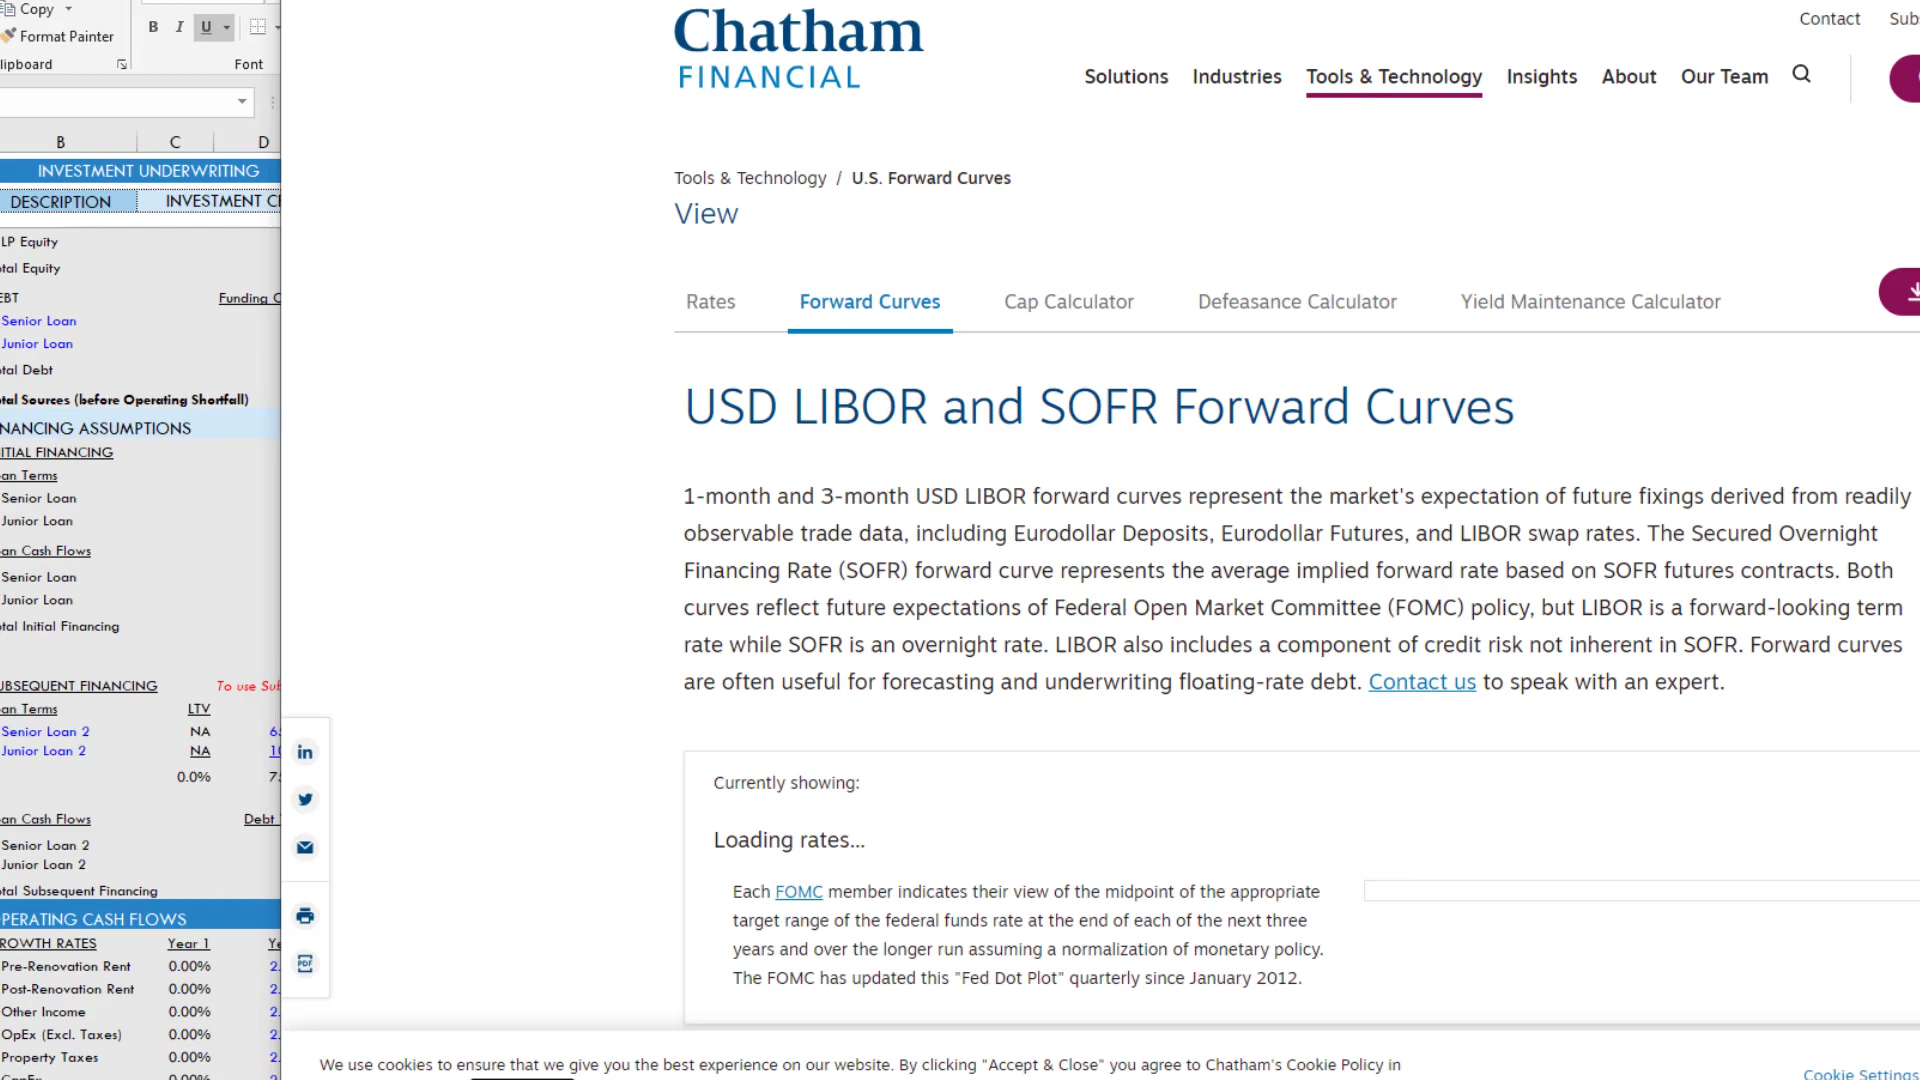 Copy
Format Painter
lipboard
B I U
Font
B C D
INVESTMENT UNDERWRITING
DESCRIPTION INVESTMENT C
LP Equity
tal Equity
EBT Funding
Senior Loan
Junior Loan
tal Debt
tal Sources (before Operating Shortfall)
NANCING ASSUMPTIONS
ITIAL FINANCING
an Terms
Senior Loan
Junior Loan
an Cash Flows
Senior Loan
Junior Loan
tal Initial Financing
UBSEQUENT FINANCING To use Sub
an Terms LTV
Senior Loan 2 NA 6
Junior Loan 2 NA 10
0.0% 7
an Cash Flows Debt
Senior Loan 2
Junior Loan 2
tal Subsequent Financing
PERATING CASH FLOWS
ROWTH RATES Year 1 Ye
Pre-Renovation Rent 0.00% 2.
Post-Renovation Rent 0.00% 2.
Other Income 0.00% 2.
OpEx (Excl. Taxes) 0.00% 2.
Property Taxes 0.00% 2.
CapEx 0.00% 2
Chatham
FINANCIAL
Contact Subs
Solutions Industries Tools & Technology Insights About Our Team
Tools & Technology / U.S. Forward Curves
View
Rates Forward Curves Cap Calculator Defeasance Calculator Yield Maintenance Calculator
USD LIBOR and SOFR Forward Curves
1-month and 3-month USD LIBOR forward curves represent the market's expectation of future fixings derived from readily
observable trade data, including Eurodollar Deposits, Eurodollar Futures, and LIBOR swap rates. The Secured Overnight
Financing Rate (SOFR) forward curve represents the average implied forward rate based on SOFR futures contracts. Both
curves reflect future expectations of Federal Open Market Committee (FOMC) policy, but LIBOR is a forward-looking term
rate while SOFR is an overnight rate. LIBOR also includes a component of credit risk not inherent in SOFR. Forward curves
are often useful for forecasting and underwriting floating-rate debt. Contact us to speak with an expert.
Currently showing:
Loading rates...
Each FOMC member indicates their view of the midpoint of the appropriate
target range of the federal funds rate at the end of each of the next three
years and over the longer run assuming a normalization of monetary policy.
The FOMC has updated this "Fed Dot Plot" quarterly since January 2012.
in
PDF
We use cookies to ensure that we give you the best experience on our website. By clicking "Accept & Close" you agree to Chatham's Cookie Policy in
Cookie Settings